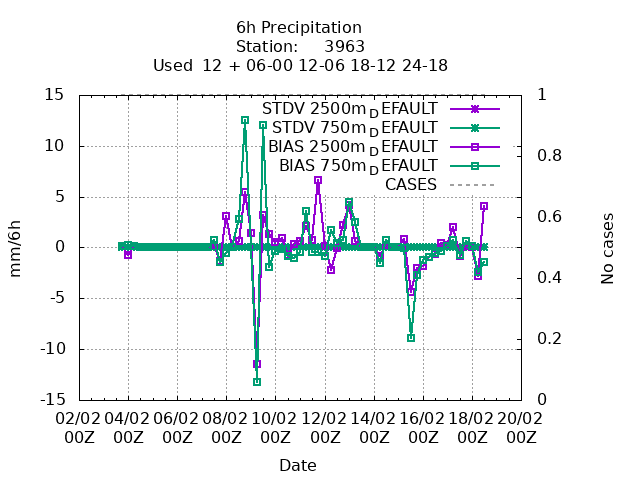 6h Precipitation
Station: 3963
Used 12 + 06-00 12-06 18-12 24-18
STDV 2500m_DEFAULT
STDV 750m_DEFAULT
BIAS 2500m_DEFAULT
BIAS 750m_DEFAULT
CASES
15
10
5
0
-5
-10
-15
mm/6h
1
0.8
0.6
0.4
0.2
0
No cases
02/02 04/02 06/02 08/02 10/02 12/02 14/02 16/02 18/02 20/02
00Z 00Z 00Z 00Z 00Z 00Z 00Z 00Z 00Z 00Z
Date